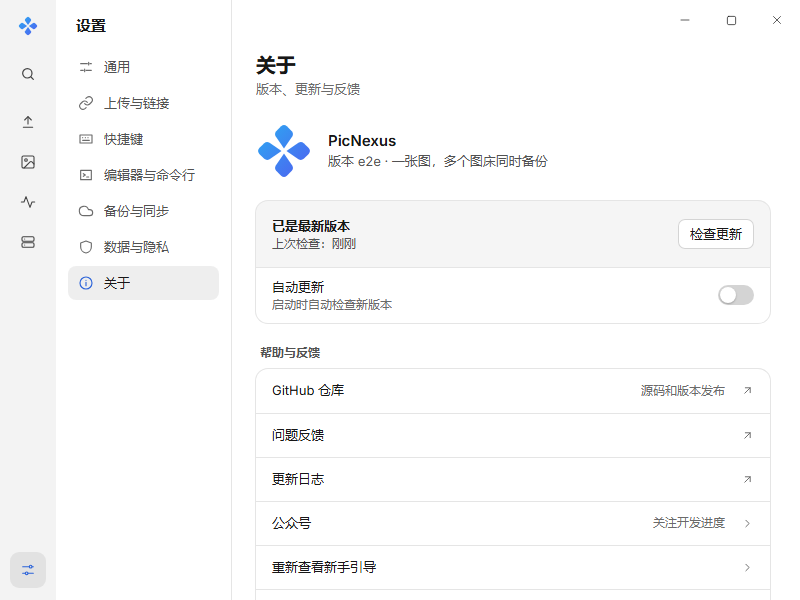 设置
通用
上传与链接
快捷键
编辑器与命令行
备份与同步
数据与隐私
关于
关于
版本、更新与反馈
PicNexus
版本 e2e · 一张图，多个图床同时备份
已是最新版本
上次检查：刚刚
检查更新
自动更新
启动时自动检查新版本
帮助与反馈
GitHub 仓库
源码和版本发布
问题反馈
更新日志
公众号
关注开发进度
重新查看新手引导